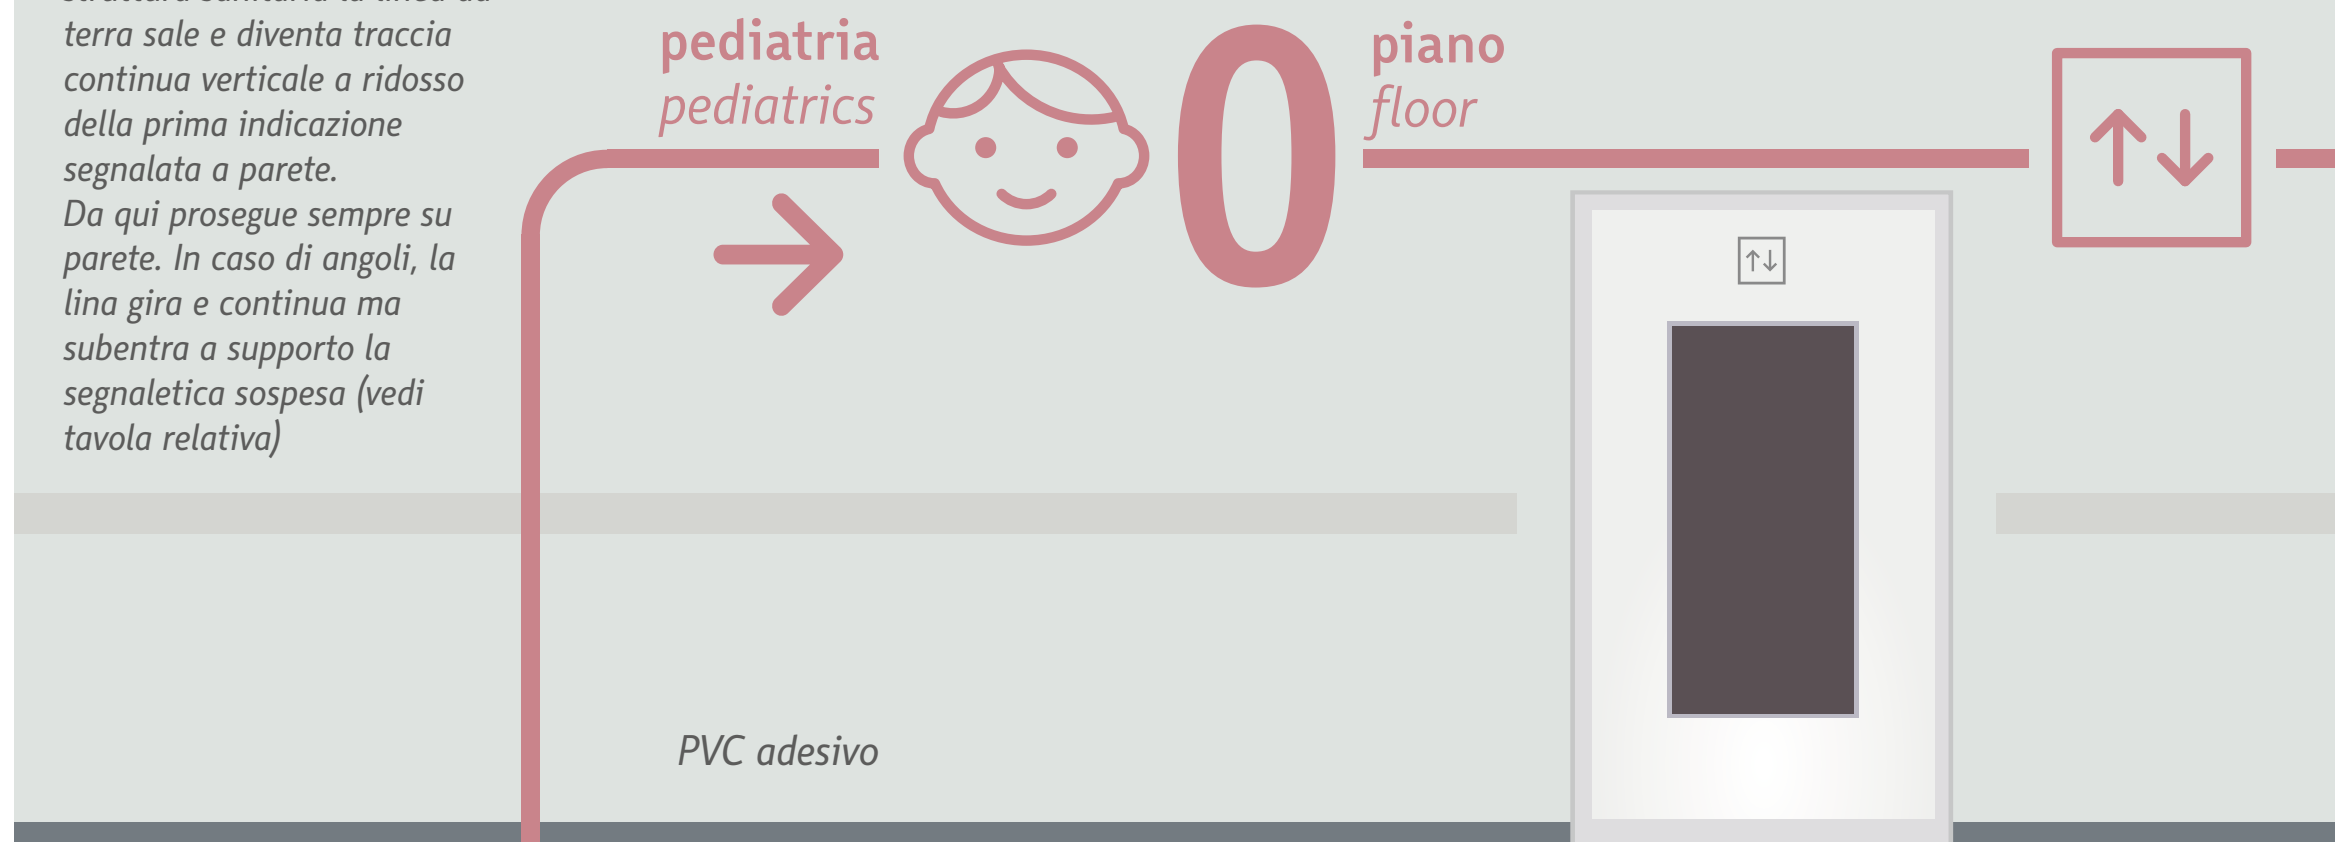 terra sale e diventa traccia
continua verticale a ridosso
della prima indicazione
segnalata a parete.
Da qui prosegue sempre su
parete. In caso di angoli, la
lina gira e continua ma
subentra a supporto la
segnaletica sospesa (vedi
tavola relativa)
pediatria
pediatrics
0
piano
floor
PVC adesivo